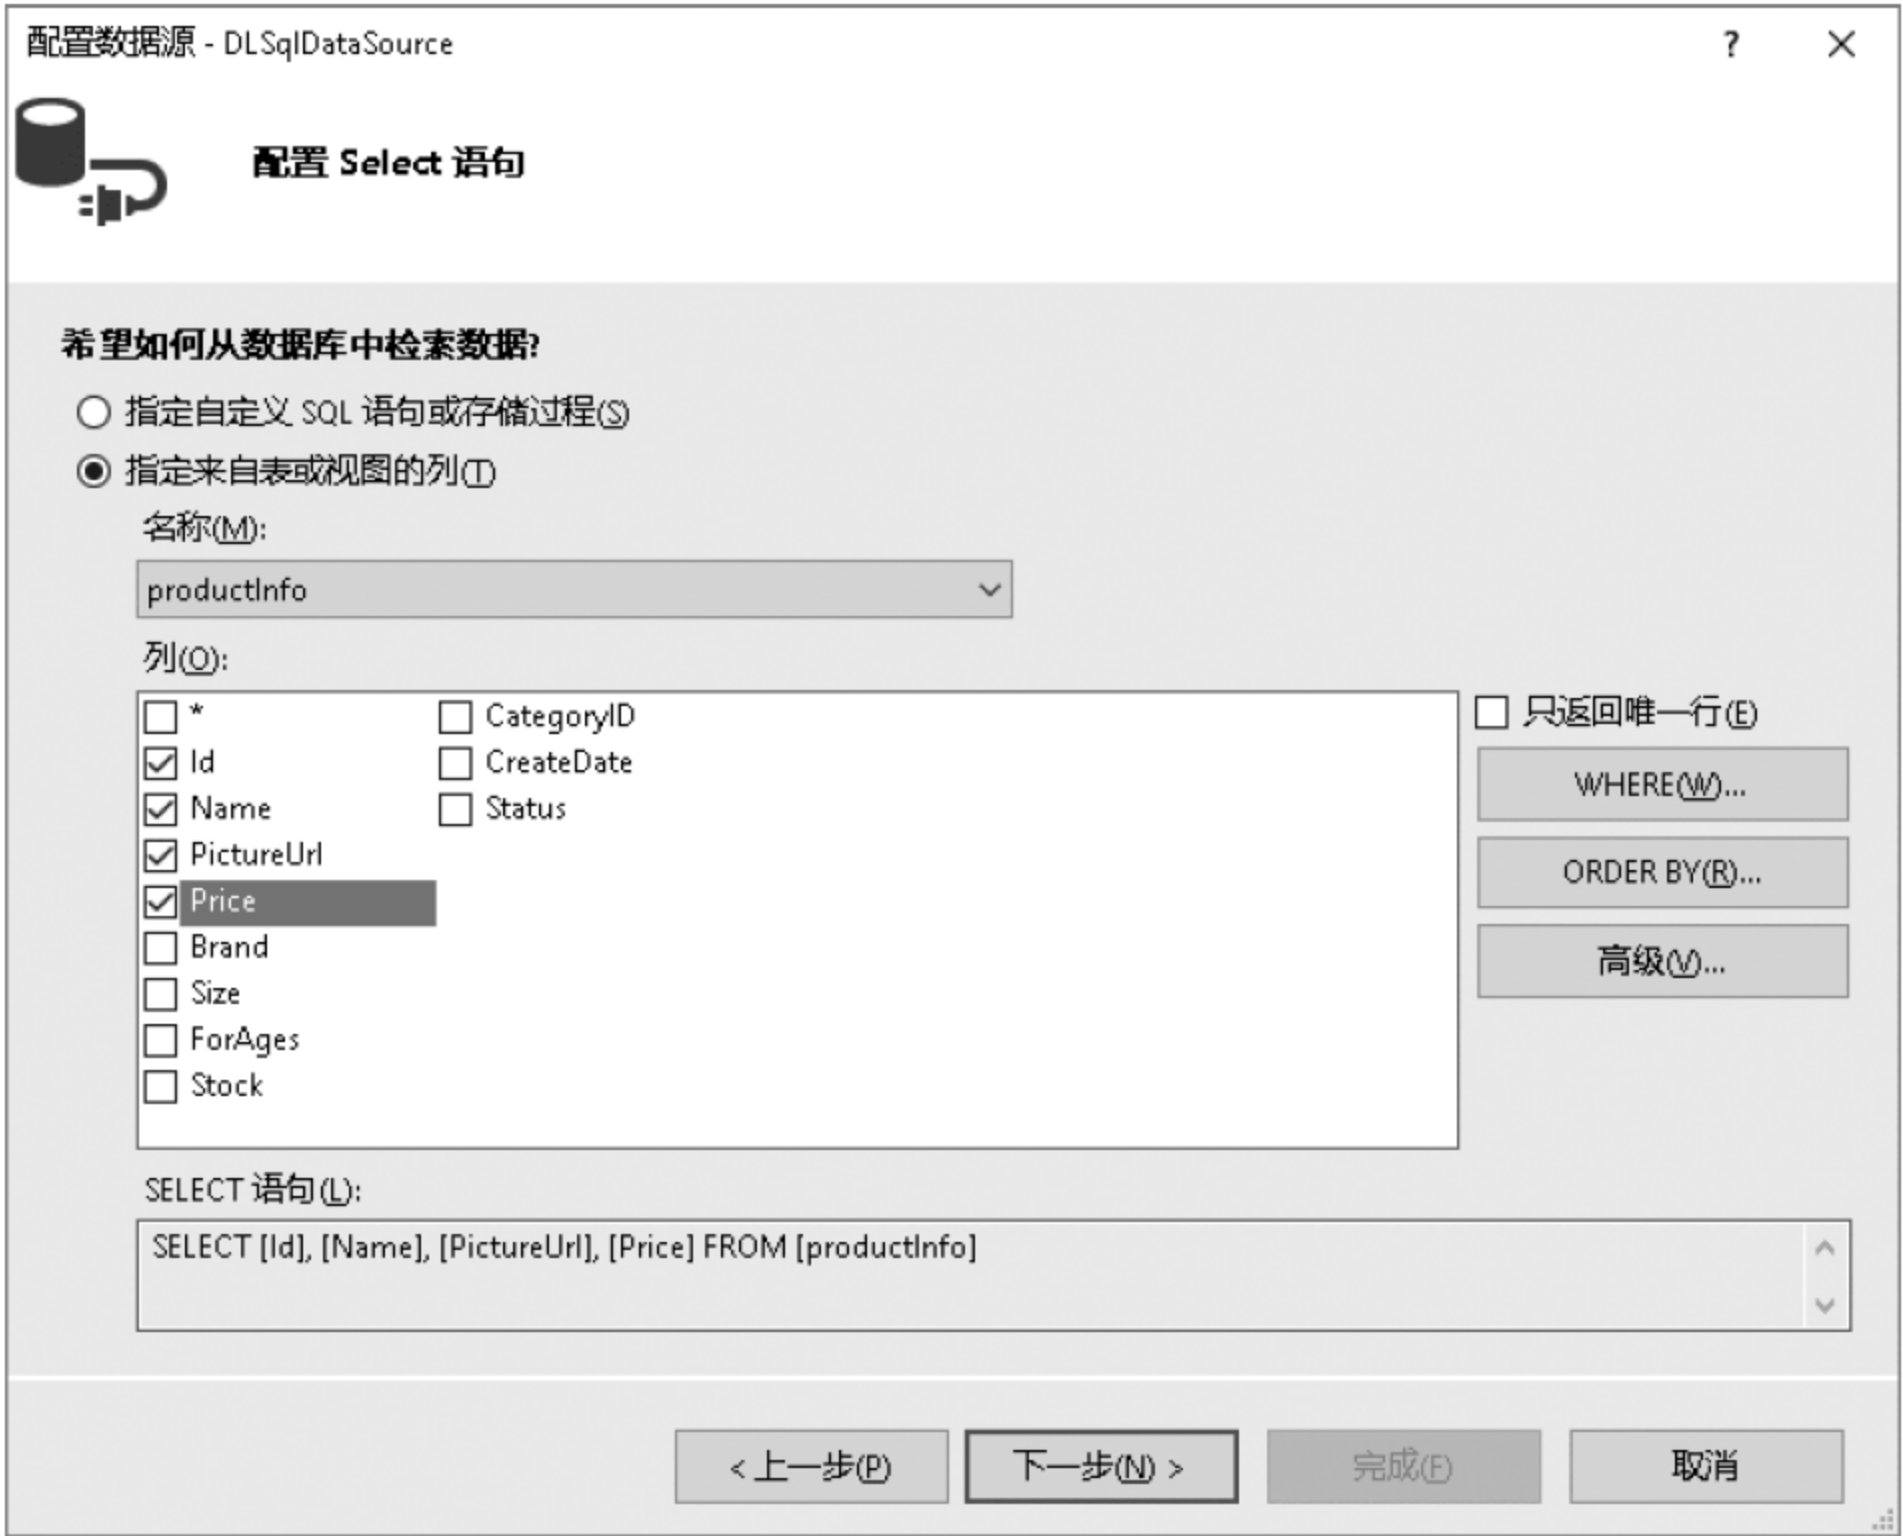 配置数据源 - DLSqlDataSource
?
配置 Select 语句
希望如何从数据库中检索数据?
指定自定义 SQL 语句或存储过程(S)
指定来自表或视图的列(T)
名称(M):
productInfo
列(O):
*
Id
Name
PictureUrl
Price
Brand
Size
ForAges
Stock
CategoryID
CreateDate
Status
只返回唯一行(E)
WHERE(W)...
ORDER BY(R)...
高级(V)...
SELECT 语句(L):
SELECT [Id], [Name], [PictureUrl], [Price] FROM [productInfo]
< 上一步(P)
下一步(N) >
完成(F)
取消